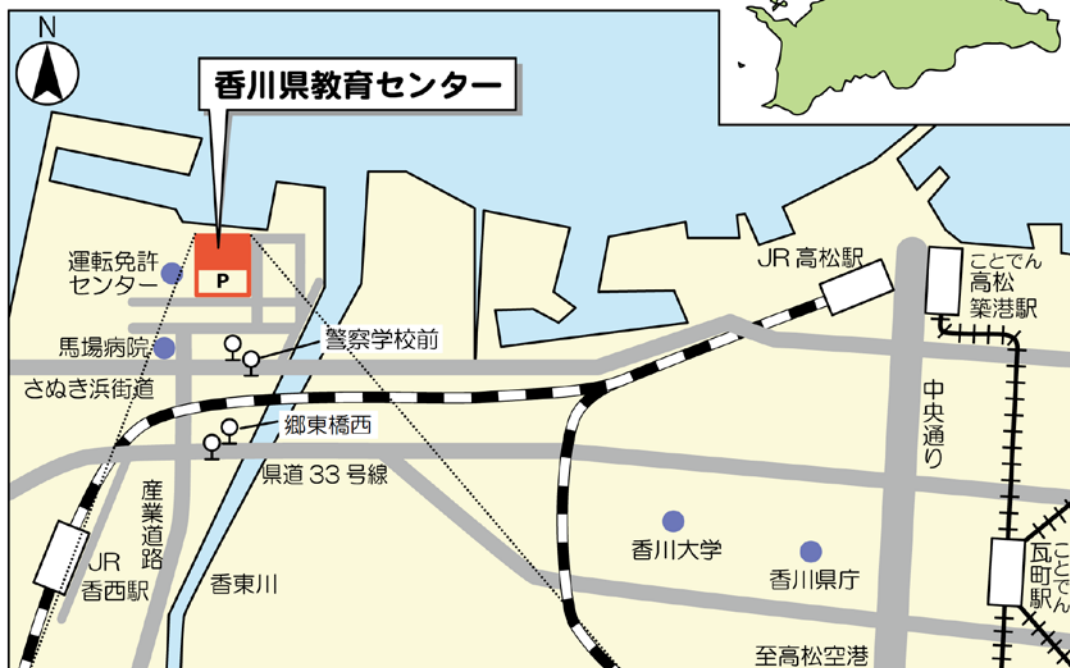 N
香川県教育センター
運転免許
センター
P
馬場病院
警察学校前
さぬき浜街道
郷東橋西
県道33号線
産業道路
JR
香西駅
香東川
JR高松駅
ことでん
高松
築港駅
中央通り
香川大学
香川県庁
ことでん
瓦町駅
至高松空港